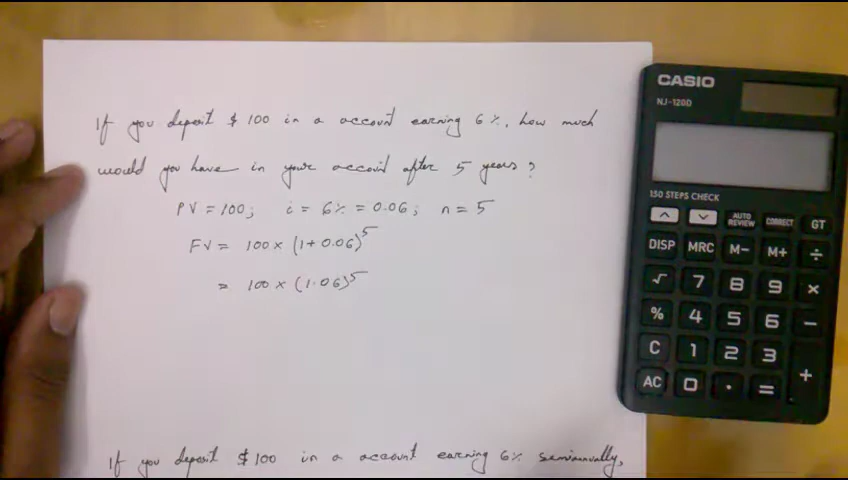 If you deposit $ 100 in a account earning 6%, how much
would you have in your account after 5 years?
PV = 100; i = 6% = 0.06; n = 5
FV = 100 × (1 + 0.06)^5
= 100 × (1.06)^5
If you deposit $100 in a account earning 6% semiannually,
CASIO
NJ-120D
150 STEPS CHECK
AUTO REVIEW CORRECT GT
DISP MRC M− M+ ÷
√ 7 8 9 ×
% 4 5 6 −
C 1 2 3 +
AC 0 . =